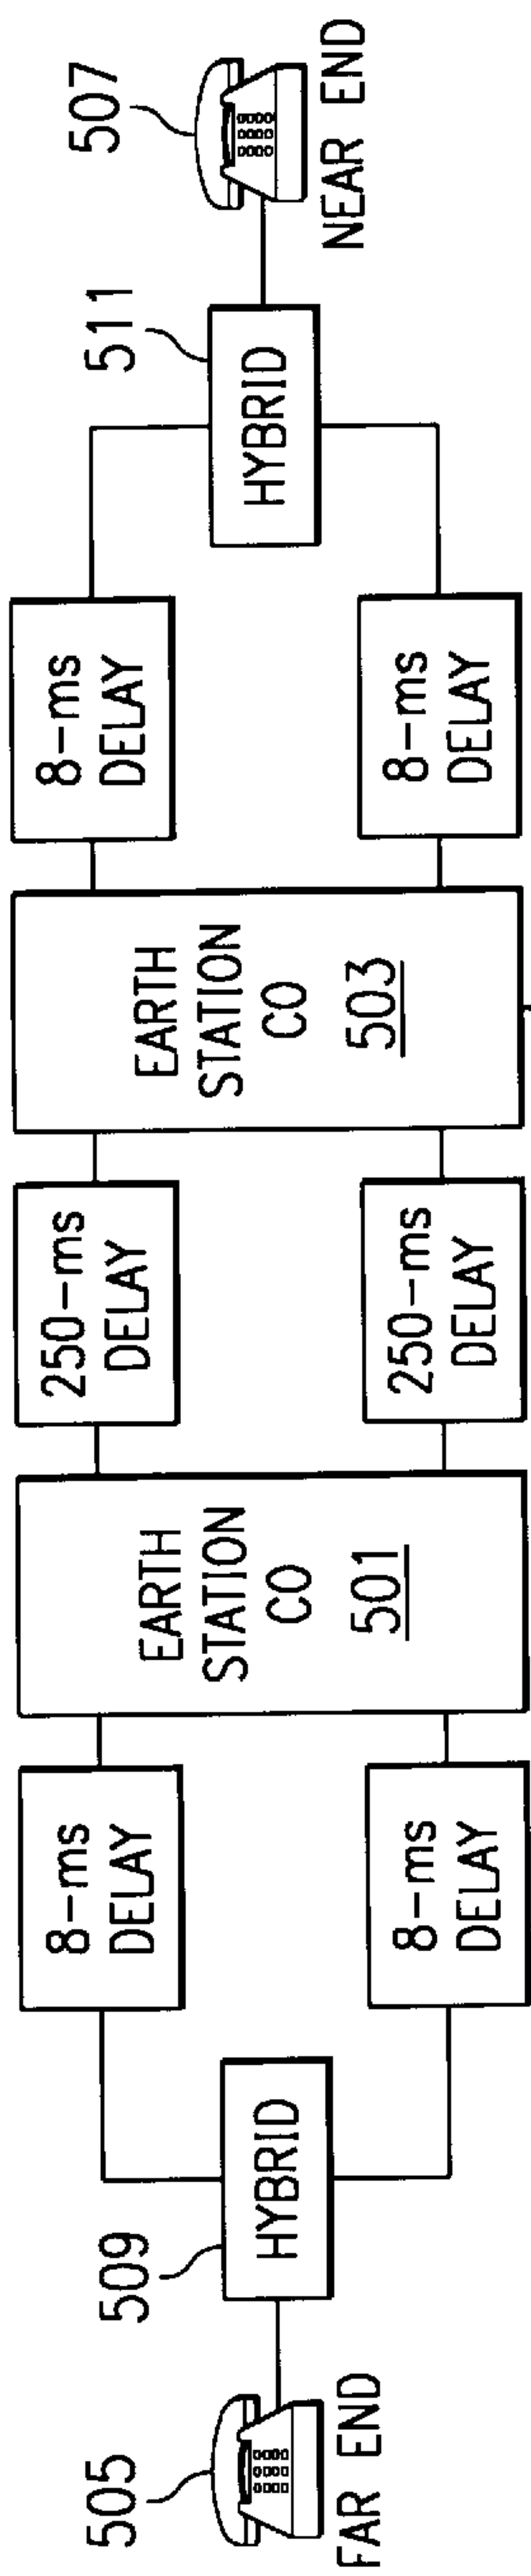 505
FAR END
509
HYBRID
8-ms
DELAY
8-ms
DELAY
EARTH
STATION
CO
501
250-ms
DELAY
250-ms
DELAY
EARTH
STATION
CO
503
8-ms
DELAY
8-ms
DELAY
511
HYBRID
507
NEAR END